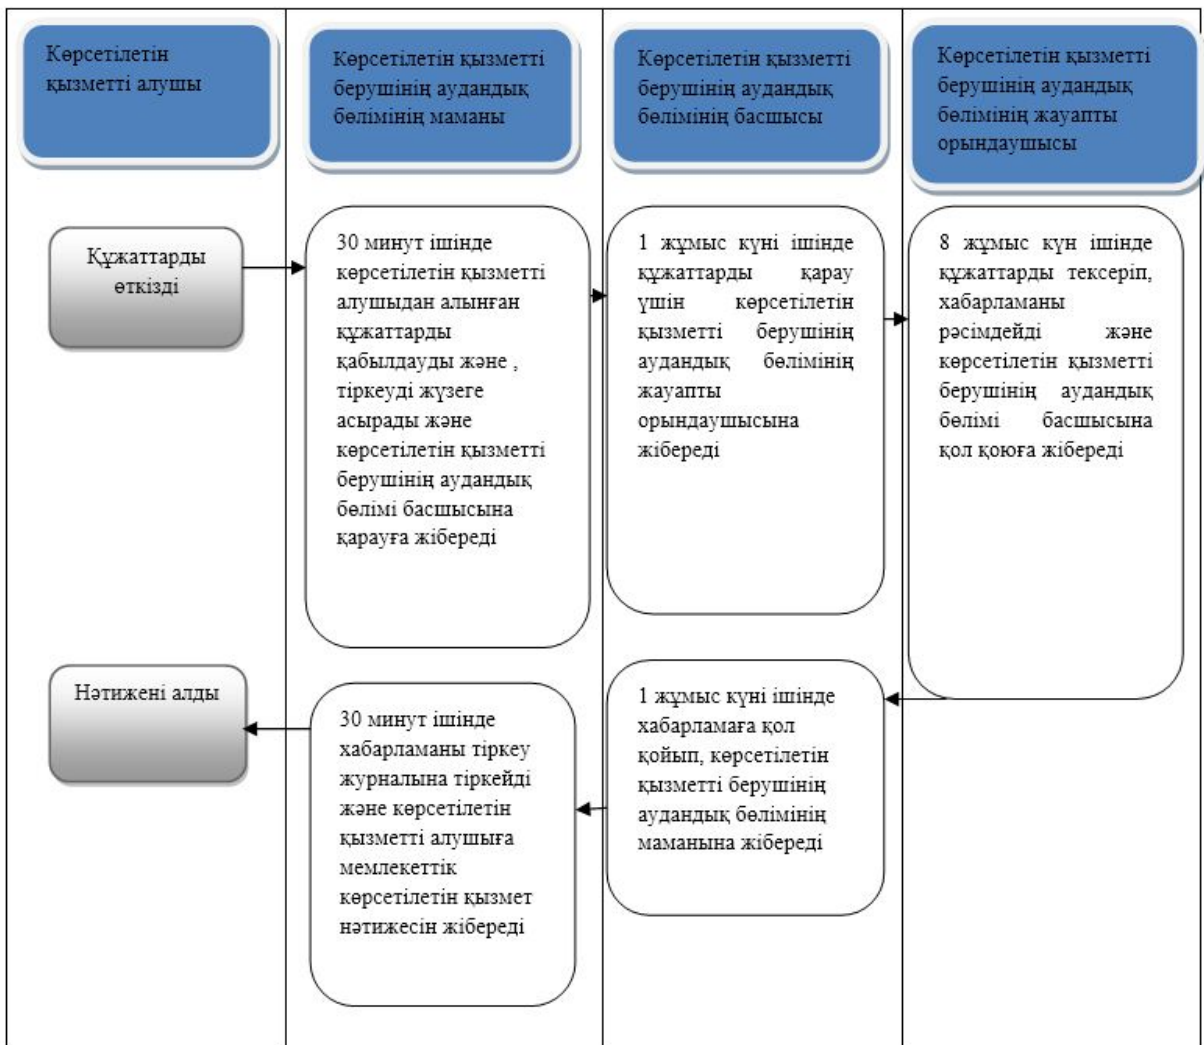 Көрсетілетін
қызметті алушы
Көрсетілетін қызметті
берушінің аудандық
бөлімінің маманы
Көрсетілетін қызметті
берушінің аудандық
бөлімінің басшысы
Көрсетілетін қызметті
берушінің аудандық
бөлімінің жауапты
орындаушысы
Құжаттарды
өткізді
30 минут ішінде
көрсетілетін қызметті
алушыдан алынған
құжаттарды
қабылдауды және ,
тіркеуді жүзеге
асырады және
көрсетілетін қызметті
берушінің аудандық
бөлімі басшысына
қарауға жібереді
1 жұмыс күні ішінде
құжаттарды қарау
үшін көрсетілетін
қызметті берушінің
аудандық бөлімінің
жауапты
орындаушысына
жібереді
8 жұмыс күн ішінде
құжаттарды тексеріп,
хабарламаны
рәсімдейді және
көрсетілетін қызметті
берушінің аудандық
бөлімі басшысына
қол қоюға жібереді
Нәтижені алды
30 минут ішінде
хабарламаны тіркеу
журналына тіркейді
және көрсетілетін
қызметті алушыға
мемлекеттік
көрсетілетін қызмет
нәтижесін жібереді
1 жұмыс күні ішінде
хабарламаға қол
қойып, көрсетілетін
қызметті берушінің
аудандық бөлімінің
маманына жібереді